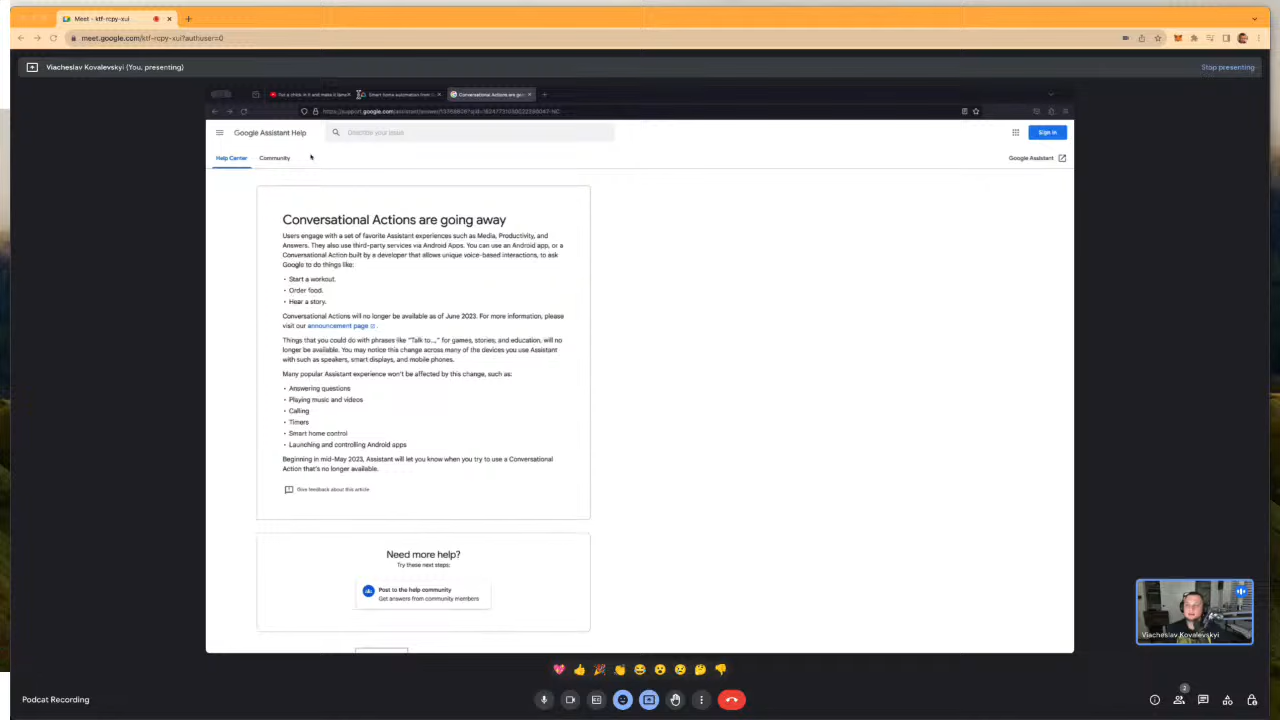 Meet - ktf-rcpy-xui
meet.google.com/ktf-rcpy-xui?authuser=0
Viacheslav Kovalevskyi (You, presenting)
Stop presenting
Conversational Actions are goi
Google Assistant Help
Describe your issue
Sign in
Help Center
Community
Google Assistant
Conversational Actions are going away
Users engage with a set of favorite Assistant experiences such as Media, Productivity, and
Answers. They also use third-party services via Android Apps. You can use an Android app, or a
Conversational Action built by a developer that allows unique voice-based interactions, to ask
Google to do things like:
• Start a workout.
• Order food.
• Hear a story.
Conversational Actions will no longer be available as of June 2023. For more information, please
visit our announcement page .
Things that you could do with phrases like "Talk to...," for games, stories, and education, will no
longer be available. You may notice this change across many of the devices you use Assistant
with such as speakers, smart displays, and mobile phones.
Many popular Assistant experience won't be affected by this change, such as:
• Answering questions
• Playing music and videos
• Calling
• Timers
• Smart home control
• Launching and controlling Android apps
Beginning in mid-May 2023, Assistant will let you know when you try to use a Conversational
Action that's no longer available.
Give feedback about this article
Need more help?
Try these next steps:
Post to the help community
Get answers from community members
Viacheslav Kovalevskyi
Podcat Recording
2